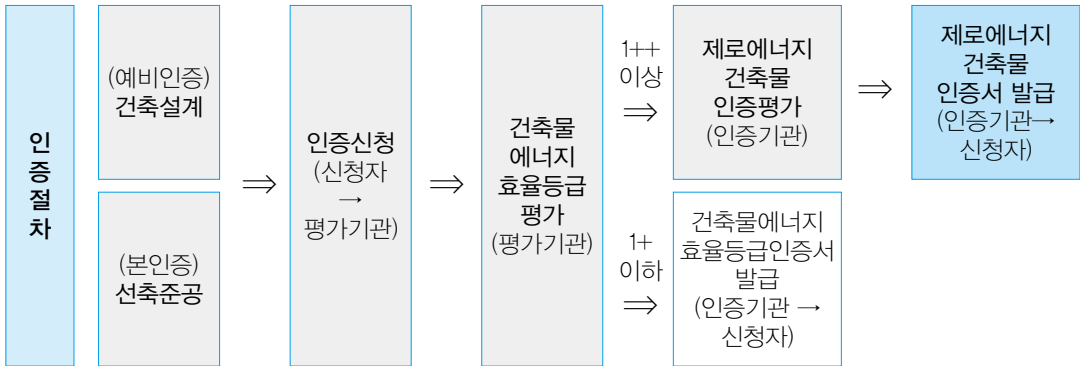 인
증
절
차
(예비인증)
건축설계
(본인증)
선축준공
⇒
인증신청
(신청자
→
평가기관)
⇒
건축물
에너지
효율등급
평가
(평가기관)
1++
이상
⇒
제로에너지
건축물
인증평가
(인증기관)
⇒
제로에너지
건축물
인증서 발급
(인증기관→
신청자)
1+
이하
⇒
건축물에너지
효율등급인증서
발급
(인증기관 →
신청자)